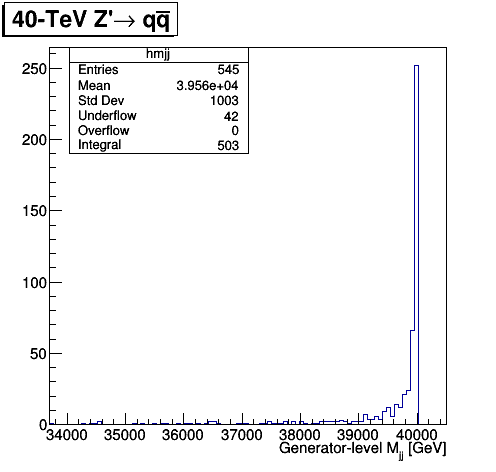 40-TeV Z'→ qq̅
hmjj
Entries 545
Mean 3.956e+04
Std Dev 1003
Underflow 42
Overflow 0
Integral 503
250
200
150
100
50
0
34000 35000 36000 37000 38000 39000 40000
Generator-level Mjj [GeV]